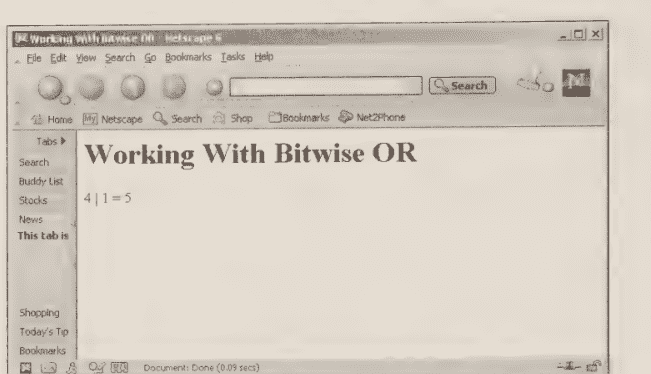 Working With Bitwise OR - Netscape 6
File Edit View Search Go Bookmarks Tasks Help
Search
N
Home My Netscape Search Shop Bookmarks Net2Phone
Tabs
Search
Buddy List
Stocks
News
This tab is
Shopping
Today's Tip
Bookmarks
Working With Bitwise OR
4 | 1 = 5
Document: Done (0.09 secs)